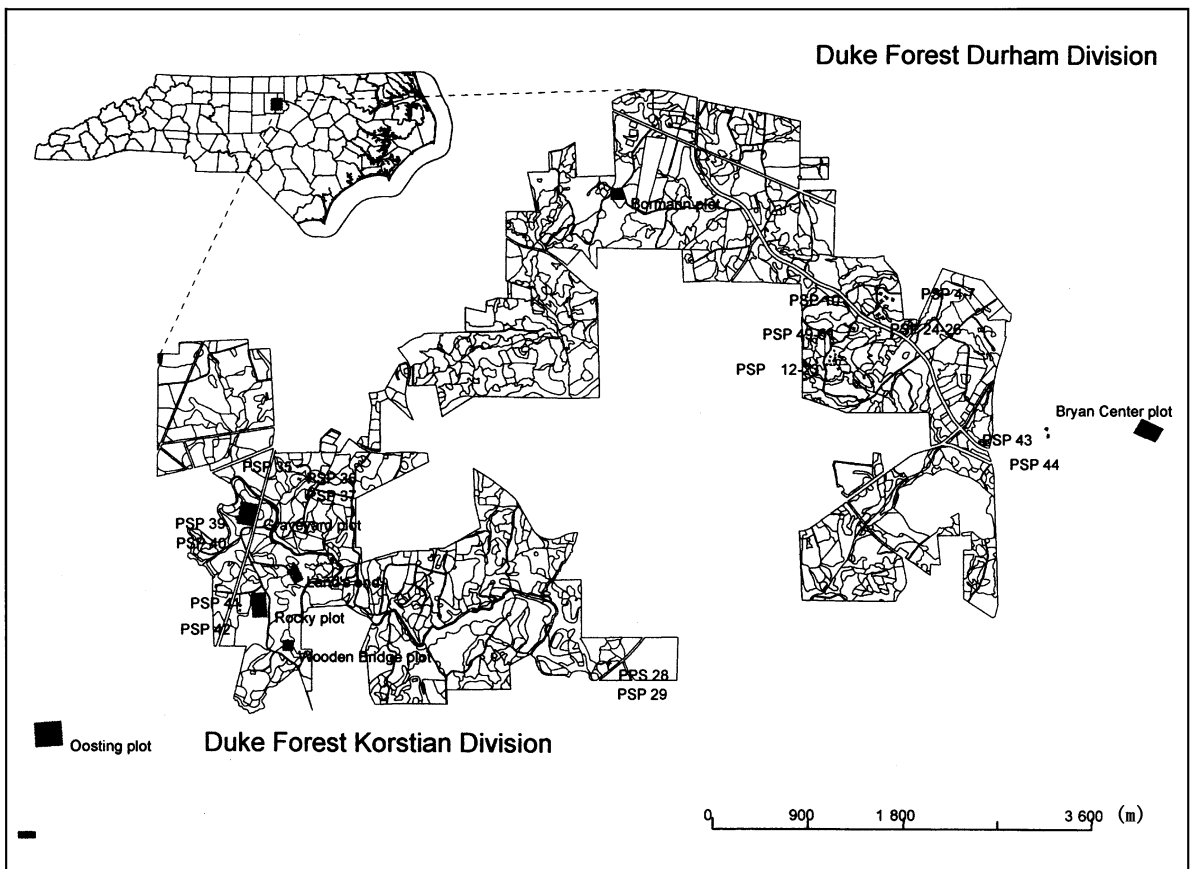 Duke Forest Durham Division
Bormann plot
PSP 10
PSP 4-7
PSP 24-26
PSP 49-
PSP 12-
Bryan Center plot
PSP 43
PSP 44
PSP 35
PSP 36
PSP 37
PSP 39
Graveyard plot
PSP 40
Land's end
PSP 41
Rocky plot
PSP 42
Wooden Bridge plot
PPS 28
PSP 29
Oosting plot
Duke Forest Korstian Division
0 900 1 800 3 600 (m)